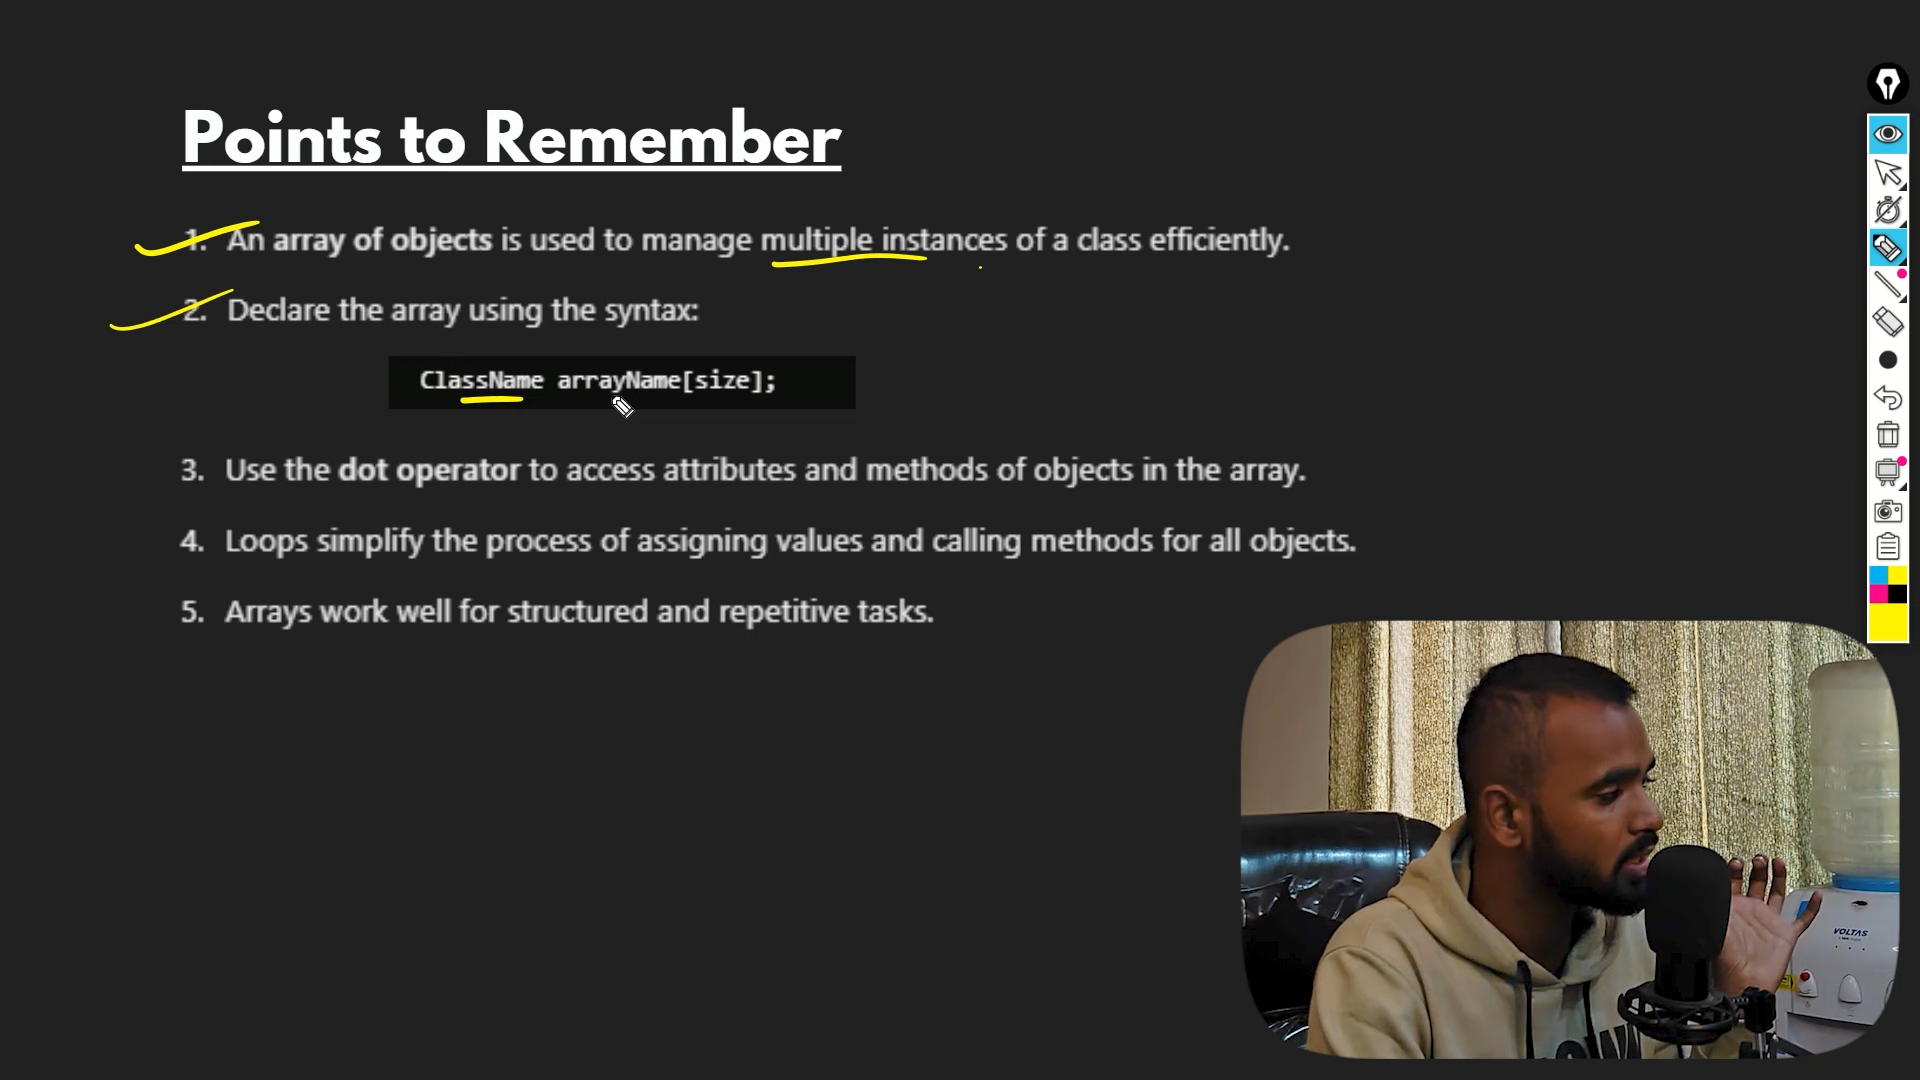 Points to Remember
1. An array of objects is used to manage multiple instances of a class efficiently.
2. Declare the array using the syntax:
ClassName arrayName[size];
3. Use the dot operator to access attributes and methods of objects in the array.
4. Loops simplify the process of assigning values and calling methods for all objects.
5. Arrays work well for structured and repetitive tasks.
VOLTAS